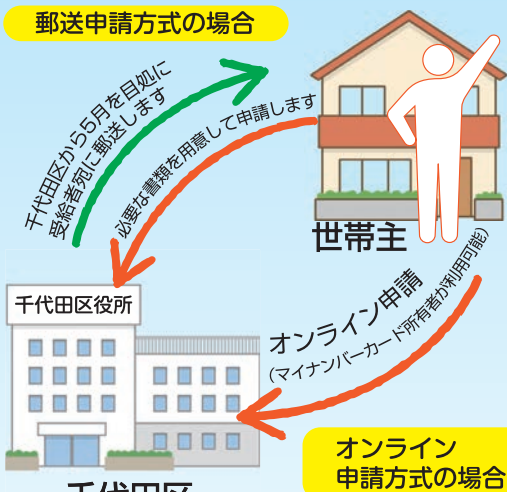 郵送申請方式の場合
千代田区から5月を目処に
受給者宛に郵送します
必要な書類を用意して申請します
世帯主
千代田区役所
オンライン申請
(マイナンバーカード所有者が利用可能)
オンライン
申請方式の場合
千代田区